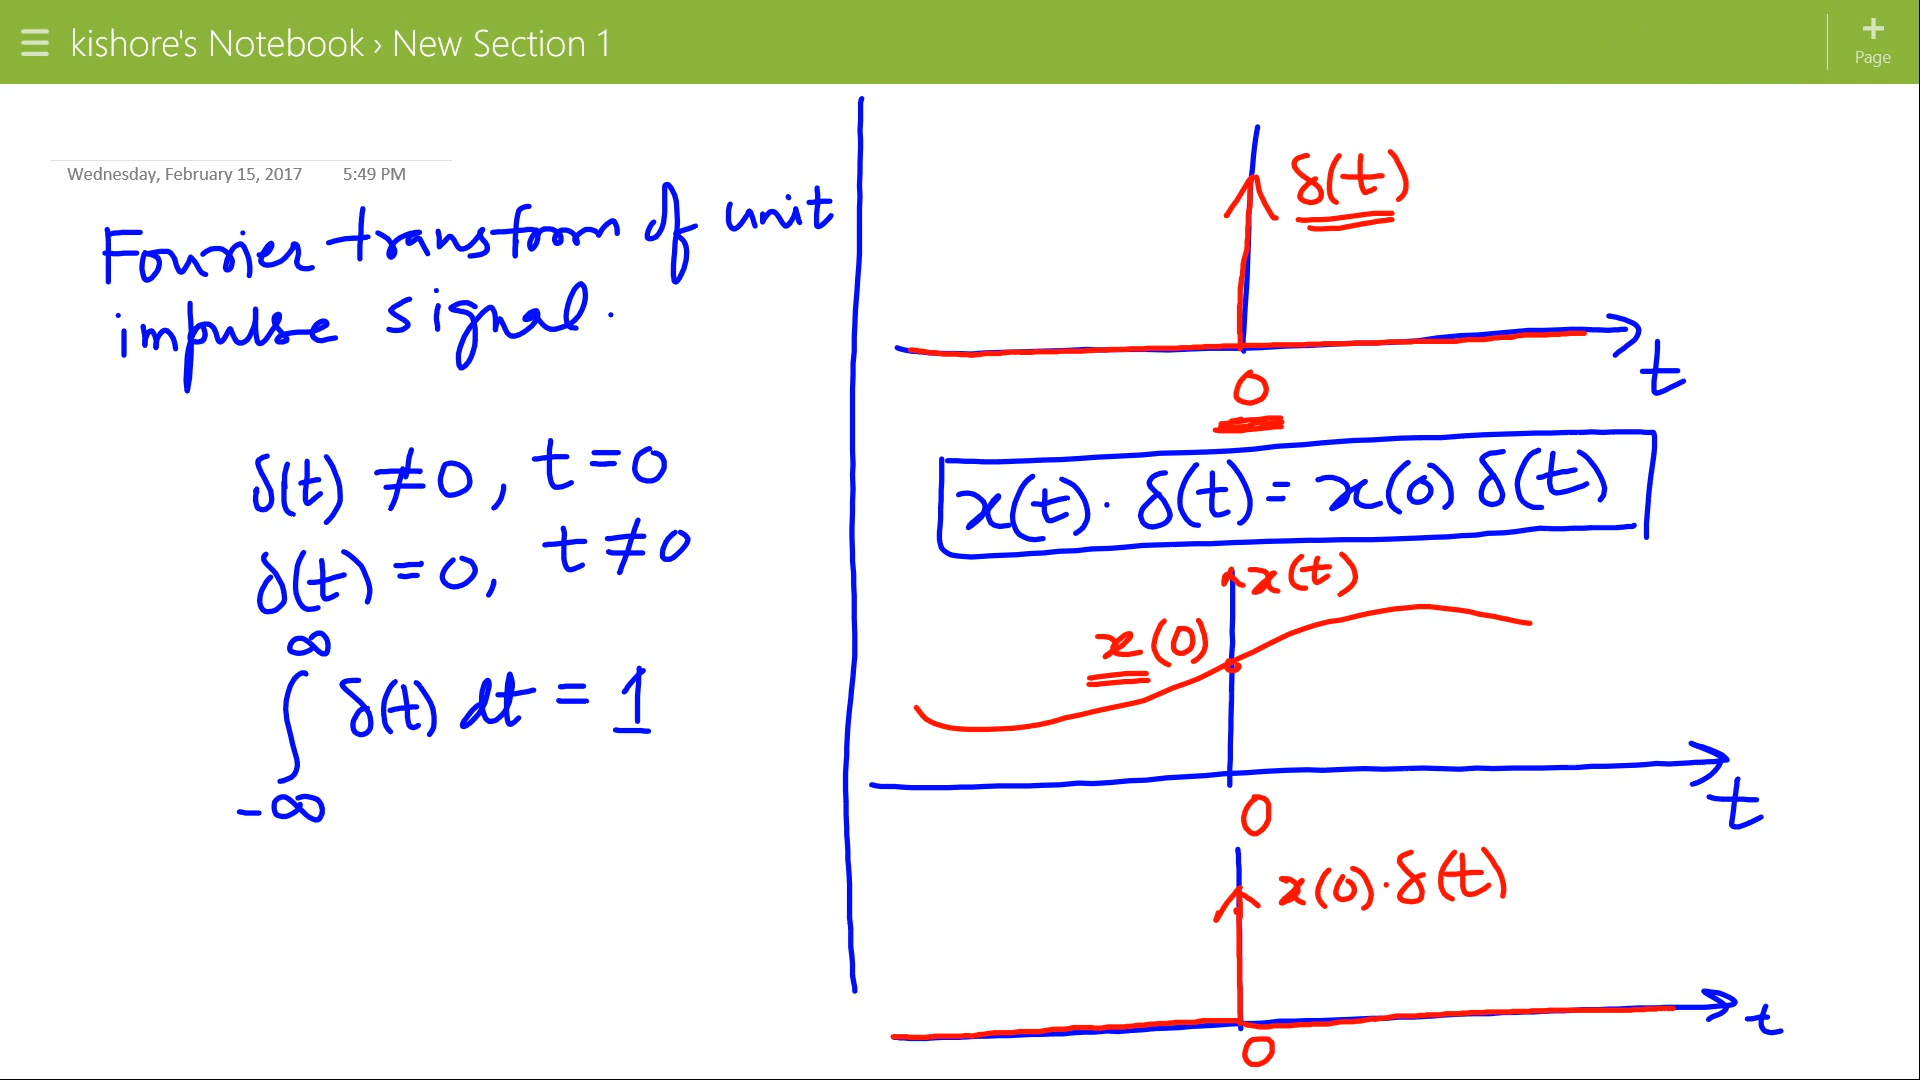 kishore's Notebook › New Section 1
Page
Wednesday, February 15, 2017 5:49 PM
Fourier transform of unit
impulse signal.
δ(t) ≠ 0, t = 0
δ(t) = 0, t ≠ 0
∞
∫ δ(t) dt = 1
-∞
δ(t)
t
0
x(t) · δ(t) = x(0) δ(t)
x(t)
x(0)
t
0
x(0) · δ(t)
t
0